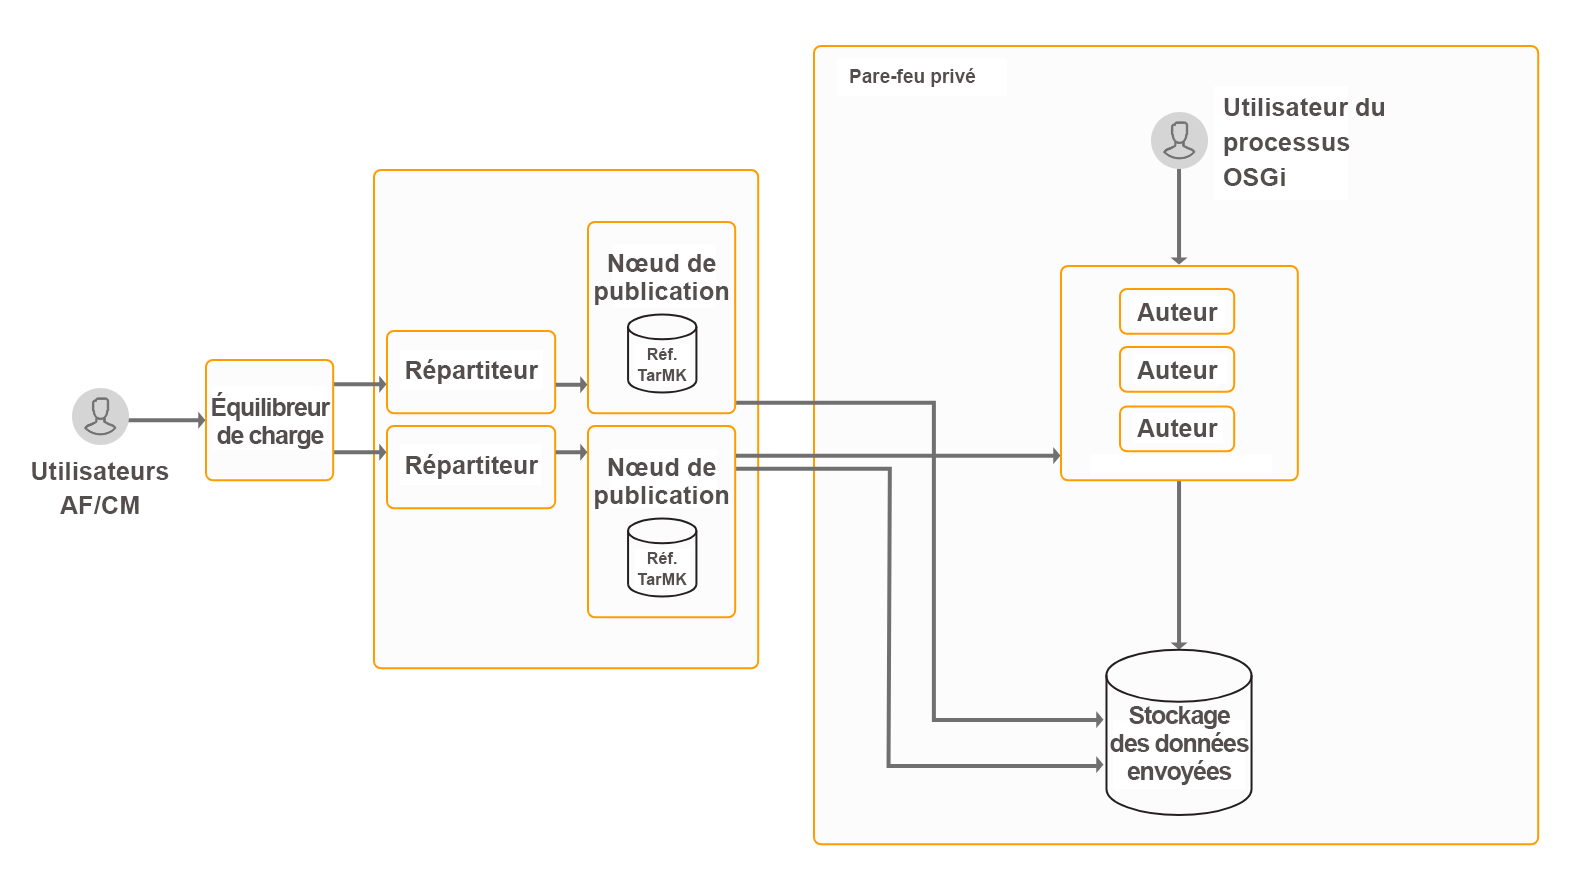 Pare-feu privé
Utilisateur du
processus
OSGi
Nœud de
publication
Réf.
TarMK
Auteur
Auteur
Auteur
Répartiteur
Équilibreur
de charge
Répartiteur
Utilisateurs
AF/CM
Nœud de
publication
Réf.
TarMK
Stockage
des données
envoyées